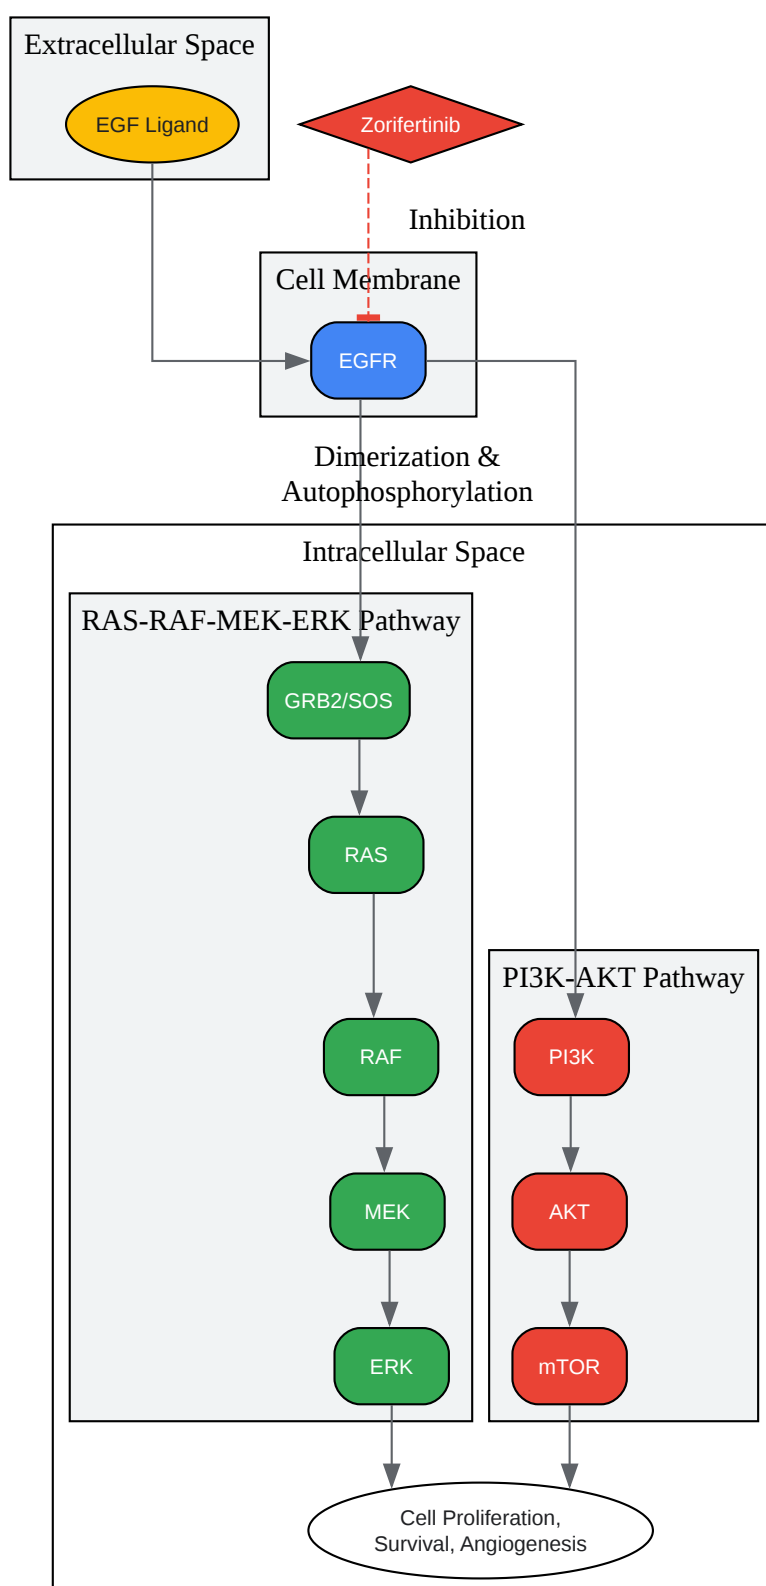 Extracellular Space
EGF Ligand
Zorifertinib
Inhibition
Cell Membrane
EGFR
Dimerization &
Autophosphorylation
Intracellular Space
RAS-RAF-MEK-ERK Pathway
GRB2/SOS
RAS
PI3K-AKT Pathway
RAF
PI3K
MEK
AKT
ERK
mTOR
Cell Proliferation,
Survival, Angiogenesis